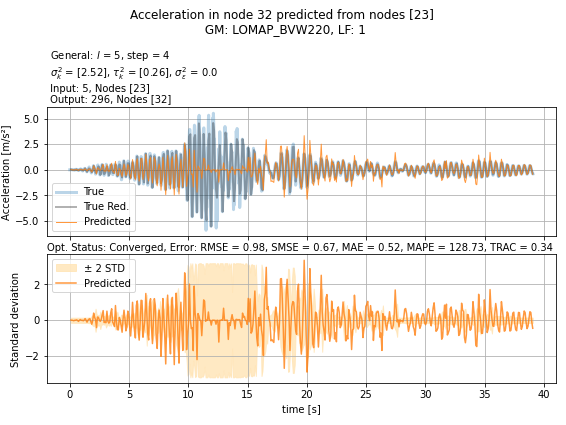 Acceleration in node 32 predicted from nodes [23]
GM: LOMAP_BVW220, LF: 1
General: l = 5, step = 4
σ²ₖ = [2.52], τ²ₖ = [0.26], σ²ε = 0.0
Input: 5, Nodes [23]
Output: 296, Nodes [32]
Acceleration [m/s²]
5.0
2.5
0.0
−2.5
−5.0
True
True Red.
Predicted
Opt. Status: Converged, Error: RMSE = 0.98, SMSE = 0.67, MAE = 0.52, MAPE = 128.73, TRAC = 0.34
Standard deviation
2
0
−2
± 2 STD
Predicted
0 5 10 15 20 25 30 35 40
time [s]